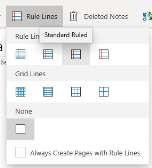 Rule Lines Deleted Notes
Standard Ruled
Rule Lin
Grid Lines
None
Always Create Pages with Rule Lines